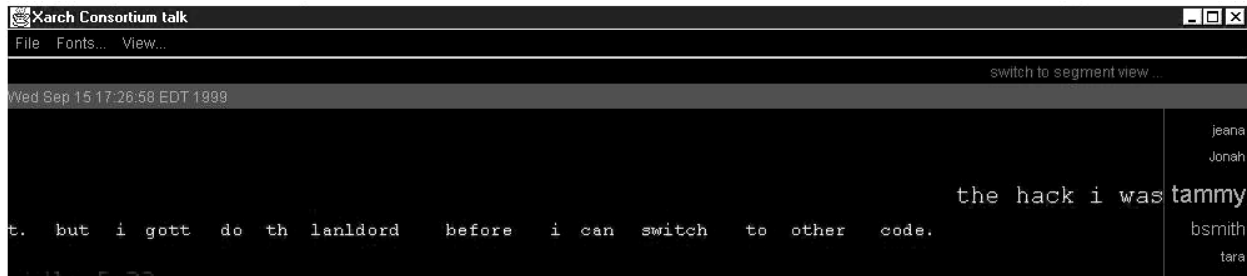 Xarch Consortium talk
File Fonts... View...
switch to segment view ...
Wed Sep 15 17:26:58 EDT 1999
jeana
Jonah
the hack i was tammy
t. but i gott do th lanldord before i can switch to other code. bsmith
tara